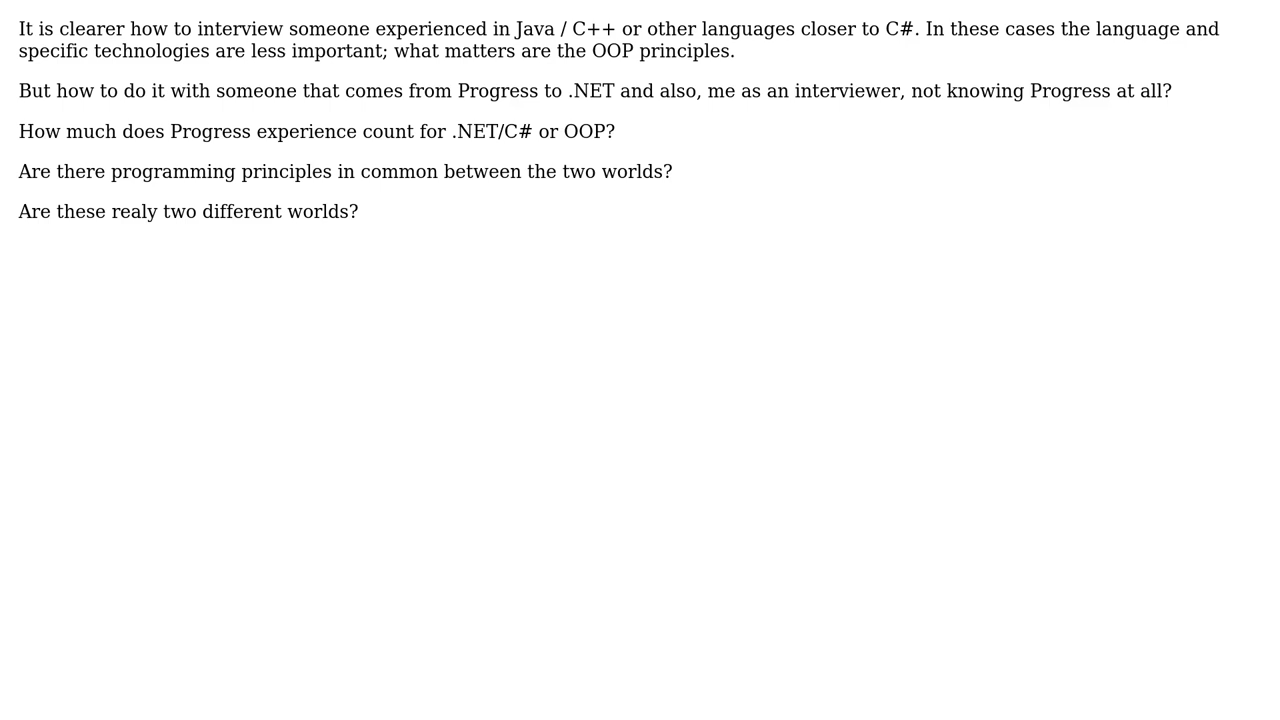 It is clearer how to interview someone experienced in Java / C++ or other languages closer to C#. In these cases the language and
specific technologies are less important; what matters are the OOP principles.
But how to do it with someone that comes from Progress to .NET and also, me as an interviewer, not knowing Progress at all?
How much does Progress experience count for .NET/C# or OOP?
Are there programming principles in common between the two worlds?
Are these realy two different worlds?